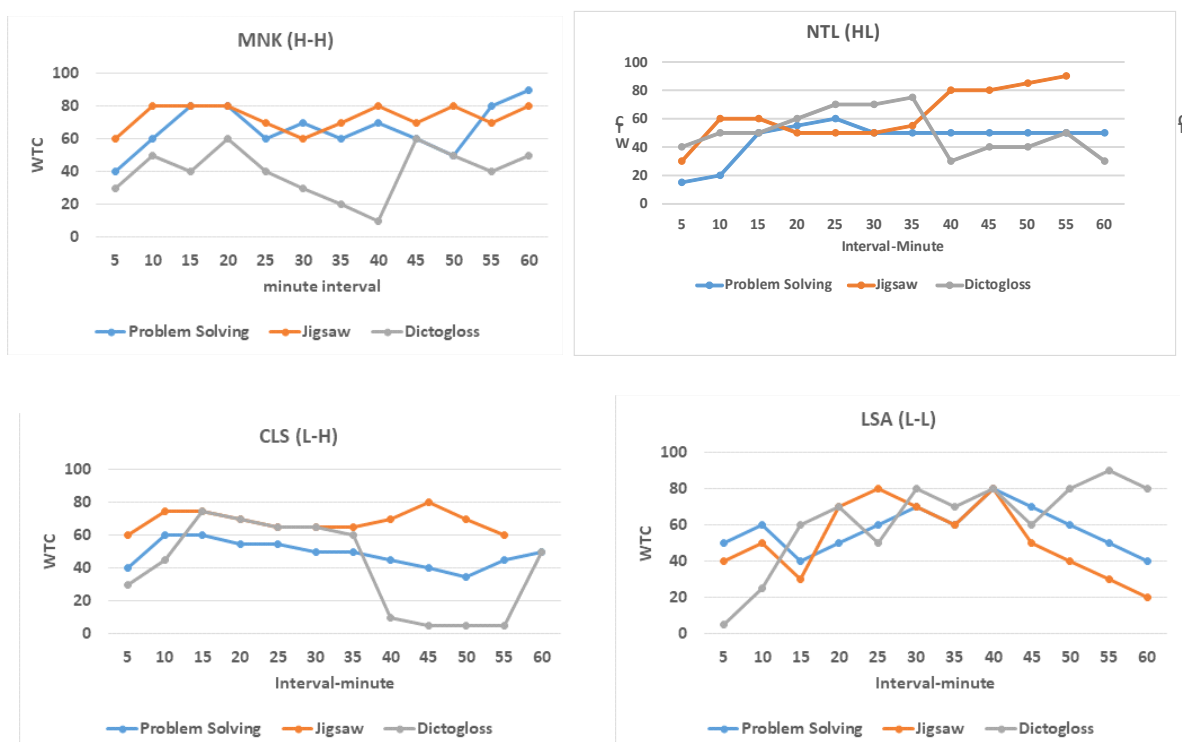 MNK (H-H)
100
80
60
40
20
0
WTC
5 10 15 20 25 30 35 40 45 50 55 60
minute interval
Problem Solving Jigsaw Dictogloss
NTL (HL)
100
80
60
40
20
0
5 10 15 20 25 30 35 40 45 50 55 60
Interval-Minute
Problem Solving Jigsaw Dictogloss
CLS (L-H)
100
80
60
40
20
0
WTC
5 10 15 20 25 30 35 40 45 50 55 60
Interval-minute
Problem Solving Jigsaw Dictogloss
LSA (L-L)
100
80
60
40
20
0
WTC
5 10 15 20 25 30 35 40 45 50 55 60
Interval-minute
Problem Solving Jigsaw Dictogloss